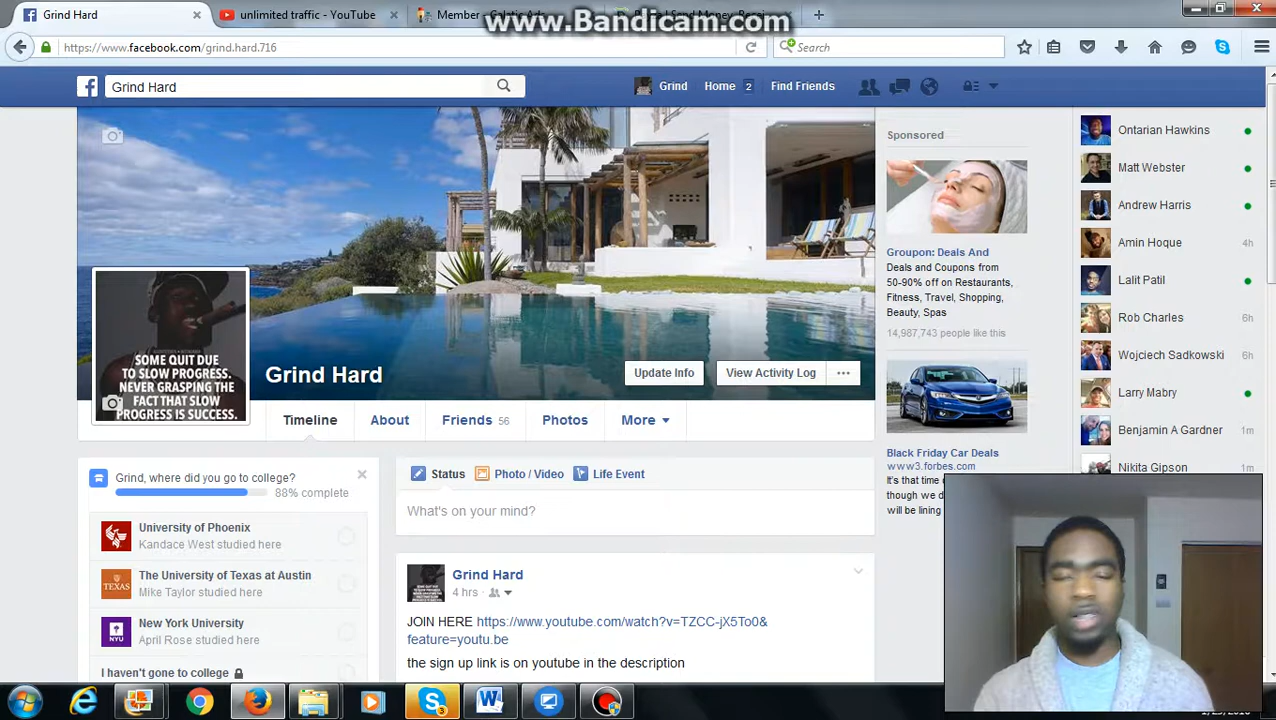 Grind Hard
unlimited traffic - YouTube
Member
www.Bandicam.com
https://www.facebook.com/grind.hard.716
Search
Grind Hard
Grind
Home 2
Find Friends
SOME QUIT DUE
TO SLOW PROGRESS.
NEVER GRASPING THE
FACT THAT SLOW
PROGRESS IS SUCCESS.
Grind Hard
Update Info
View Activity Log
Timeline
About
Friends 56
Photos
More
Grind, where did you go to college?
88% complete
University of Phoenix
Kandace West studied here
The University of Texas at Austin
Mike Taylor studied here
New York University
April Rose studied here
I haven't gone to college
Status
Photo / Video
Life Event
What's on your mind?
Grind Hard
4 hrs
JOIN HERE https://www.youtube.com/watch?v=TZCC-jX5To0&
feature=youtu.be
the sign up link is on youtube in the description
Sponsored
Groupon: Deals And
Deals and Coupons from
50-90% off on Restaurants,
Fitness, Travel, Shopping,
Beauty, Spas
14,987,743 people like this
Black Friday Car Deals
www3.forbes.com
It's that time o
though we d
will be lining
Ontarian Hawkins
Matt Webster
Andrew Harris
Amin Hoque 4h
Lalit Patil
Rob Charles 6h
Wojciech Sadkowski 6h
Larry Mabry
Benjamin A Gardner 1m
Nikita Gipson 1m
TEXAS
NYU
3